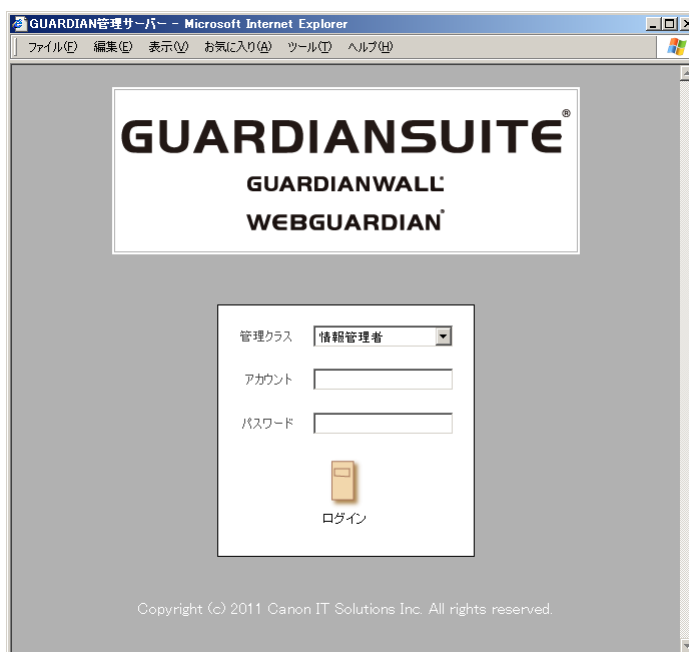 GUARDIAN管理サーバー - Microsoft Internet Explorer
ファイル(F) 編集(E) 表示(V) お気に入り(A) ツール(T) ヘルプ(H)
GUARDIANSUITE®
GUARDIANWALL®
WEBGUARDIAN®
管理クラス 情報管理者
アカウント
パスワード
ログイン
Copyright (c) 2011 Canon IT Solutions Inc. All rights reserved.